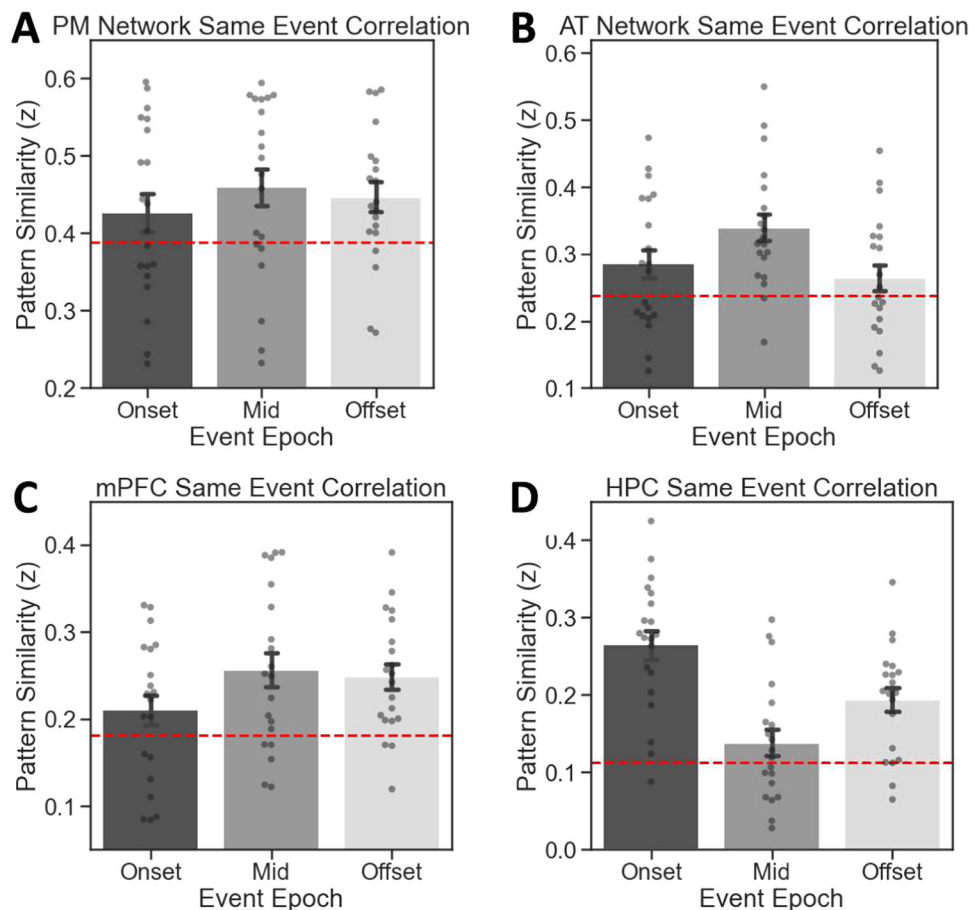 A PM Network Same Event Correlation
Pattern Similarity (z)
0.6
0.5
0.4
0.3
0.2
Onset Mid Offset
Event Epoch
B AT Network Same Event Correlation
Pattern Similarity (z)
0.6
0.5
0.4
0.3
0.2
0.1
Onset Mid Offset
Event Epoch
C mPFC Same Event Correlation
Pattern Similarity (z)
0.4
0.3
0.2
0.1
Onset Mid Offset
Event Epoch
D HPC Same Event Correlation
Pattern Similarity (z)
0.4
0.3
0.2
0.1
0.0
Onset Mid Offset
Event Epoch